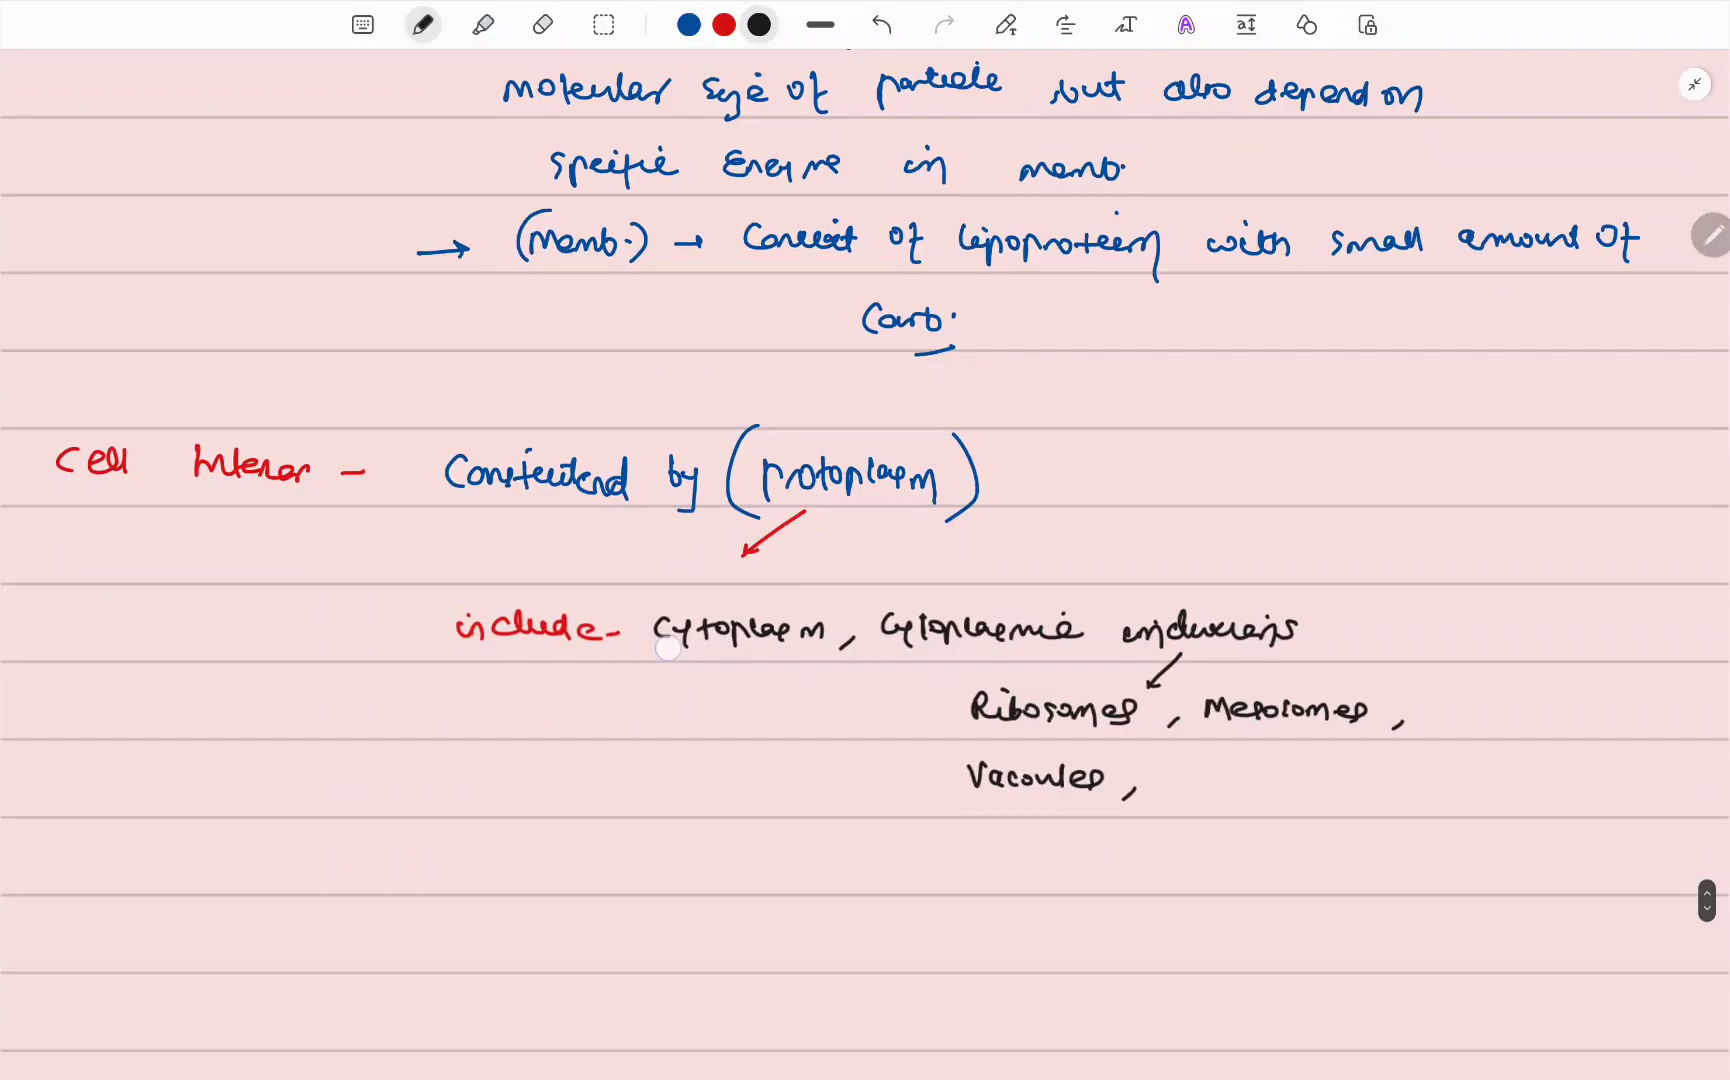 molecular size of particle but also depend on
specific Enzyme in memb.
→ (Memb.) → Consist of lipoprotein with small amount of
Carb.
Cell Interior - Constituted by (protoplasm)
include - Cytoplasm, Cytoplasmic inclusions
Ribosomes, Mesosomes,
Vacoules,